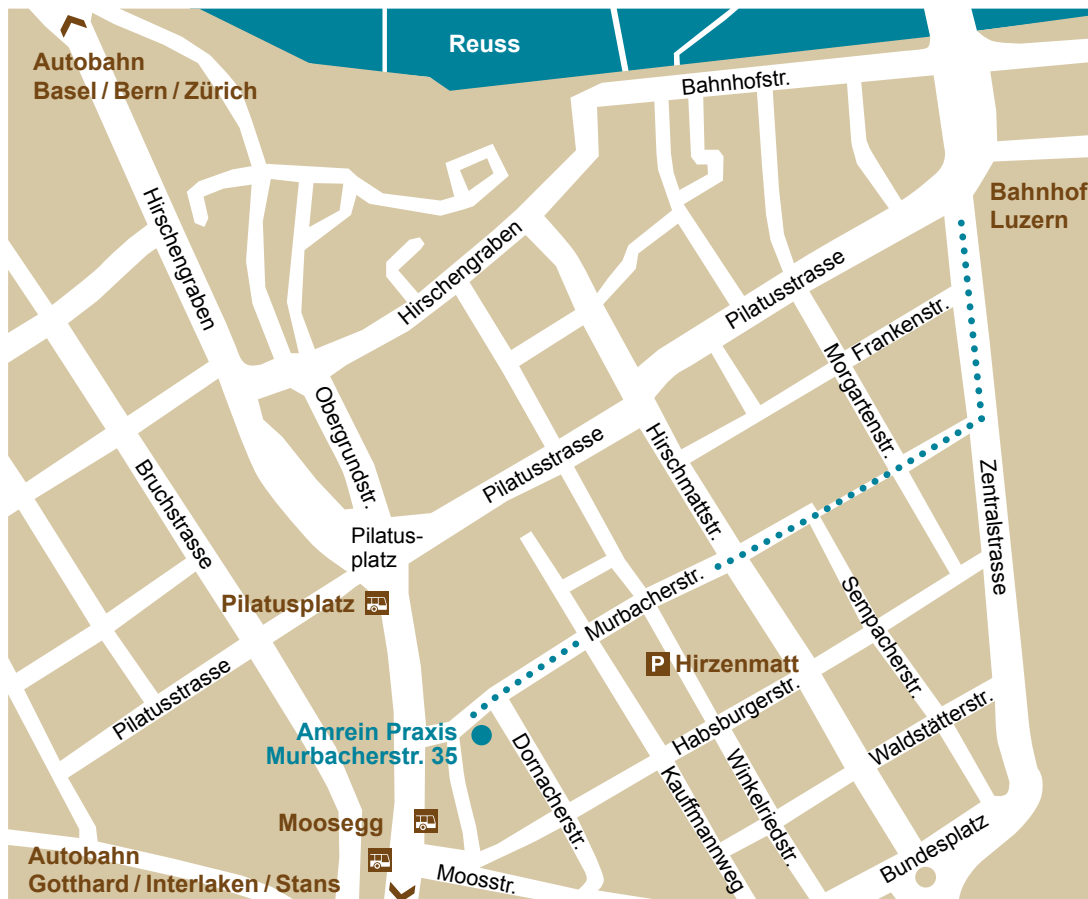 Reuss
Autobahn
Basel / Bern / Zürich
Bahnhofstr.
Bahnhof
Luzern
Hirschengraben
Hirschengraben
Pilatusstrasse
Frankenstr.
Morgartenstr.
Obergrundstr.
Pilatusstrasse
Hirschmattstr.
Bruchstrasse
Zentralstrasse
Pilatus-
platz
Pilatusplatz
Murbacherstr.
Sempacherstr.
P Hirzenmatt
Pilatusstrasse
Habsburgerstr.
Waldstätterstr.
Amrein Praxis
Murbacherstr. 35
Dornacherstr.
Kauffmannweg
Winkelriedstr.
Moosegg
Bundesplatz
Autobahn
Gotthard / Interlaken / Stans
Moosstr.